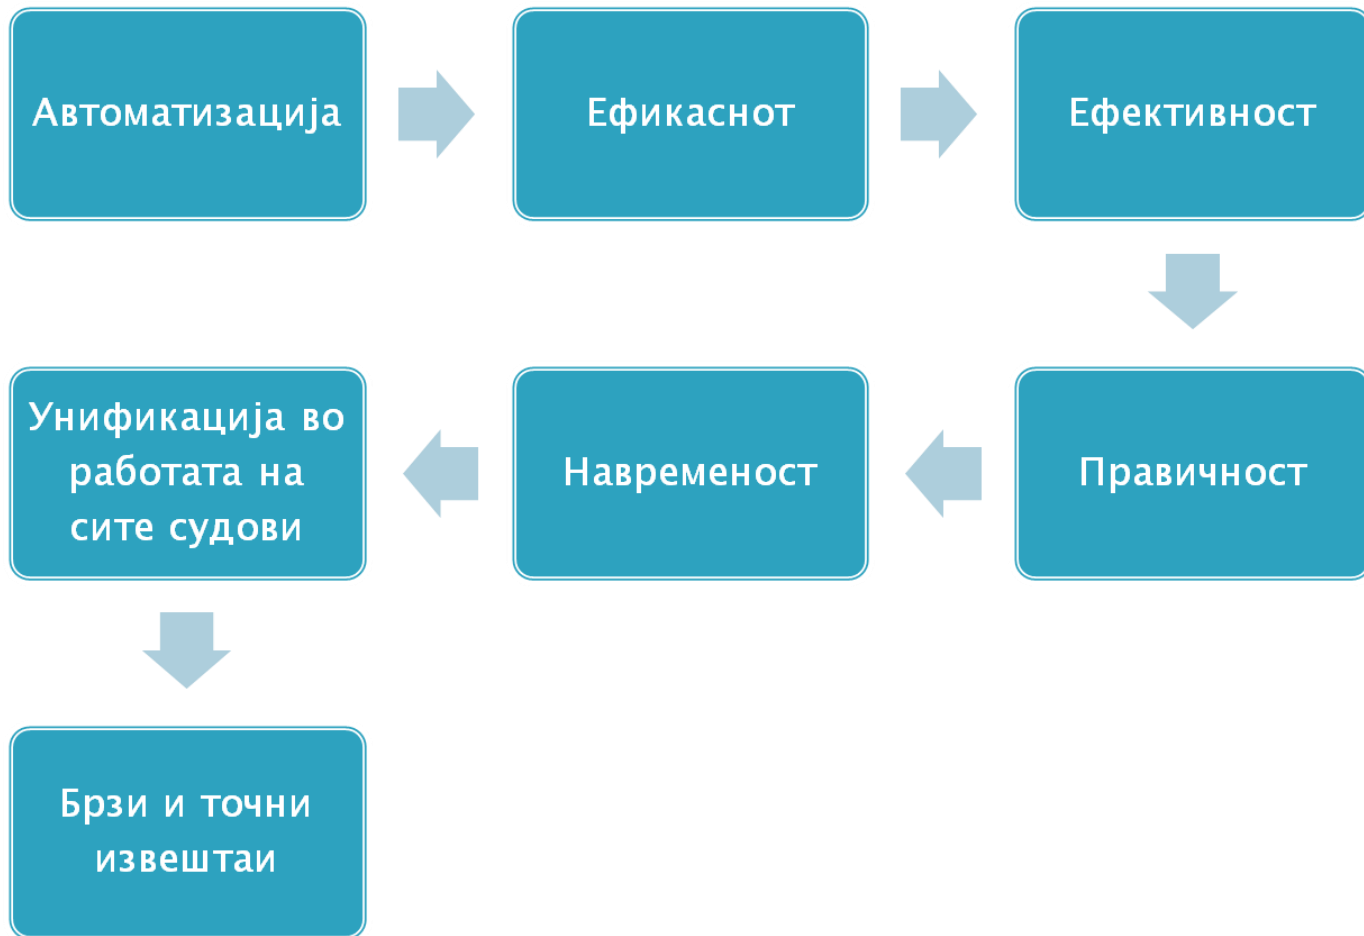 Автоматизација
Ефикаснот
Ефективност
Правичност
Навременост
Унификација во
работата на
сите судови
Брзи и точни
извештаи